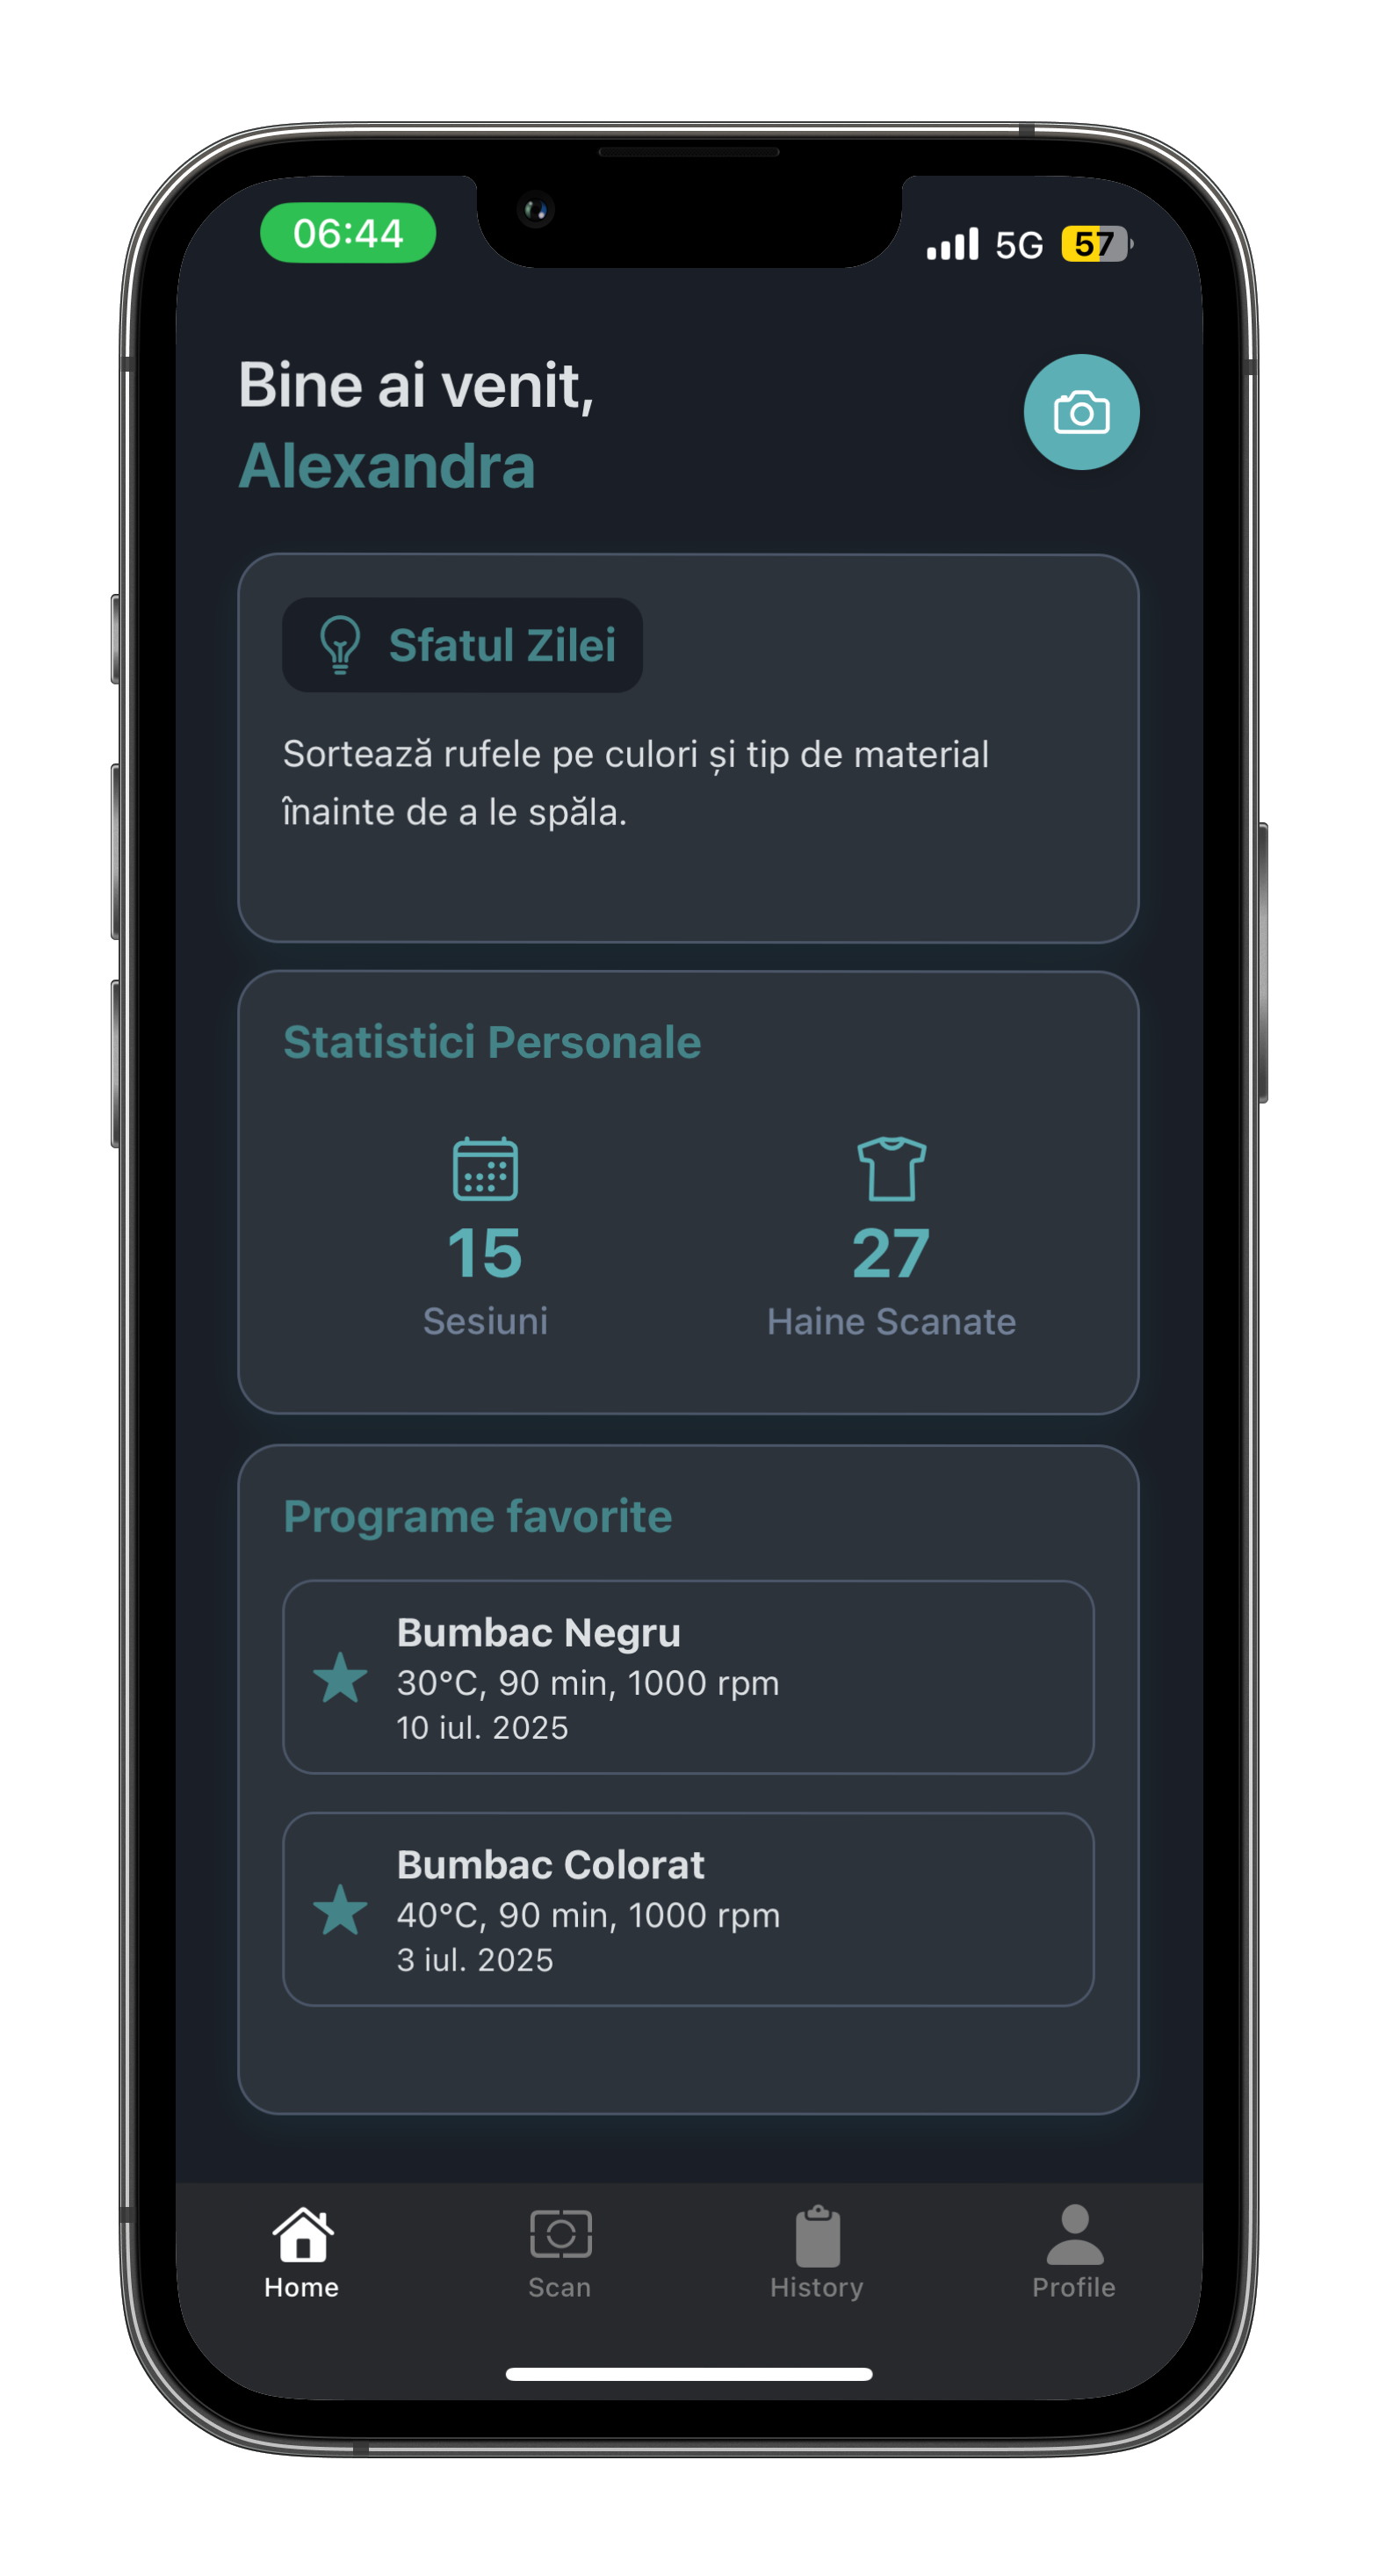 06:44
5G 57
Bine ai venit,
Alexandra
Sfatul Zilei
Sortează rufele pe culori și tip de material
înainte de a le spăla.
Statistici Personale
15 27
Sesiuni Haine Scanate
Programe favorite
Bumbac Negru
30°C, 90 min, 1000 rpm
10 iul. 2025
Bumbac Colorat
40°C, 90 min, 1000 rpm
3 iul. 2025
Home Scan History Profile